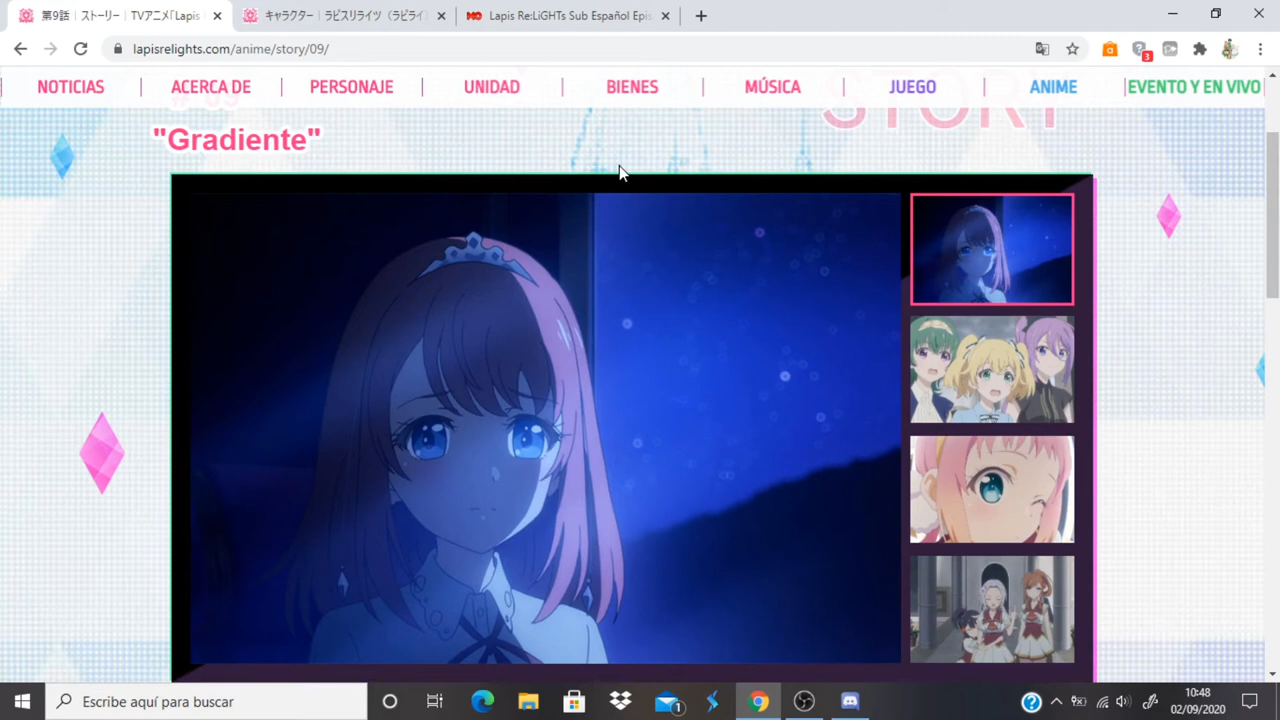 第9話｜ストーリー｜TVアニメ「Lapis
キャラクター｜ラピスリライツ（ラピライ
Lapis Re:LiGHTs Sub Español Epis
lapisrelights.com/anime/story/09/
3
NOTICIAS
ACERCA DE
PERSONAJE
UNIDAD
BIENES
MÚSICA
JUEGO
ANIME
EVENTO Y EN VIVO
STORY
"Gradiente"
Escribe aquí para buscar
1
10:48
02/09/2020